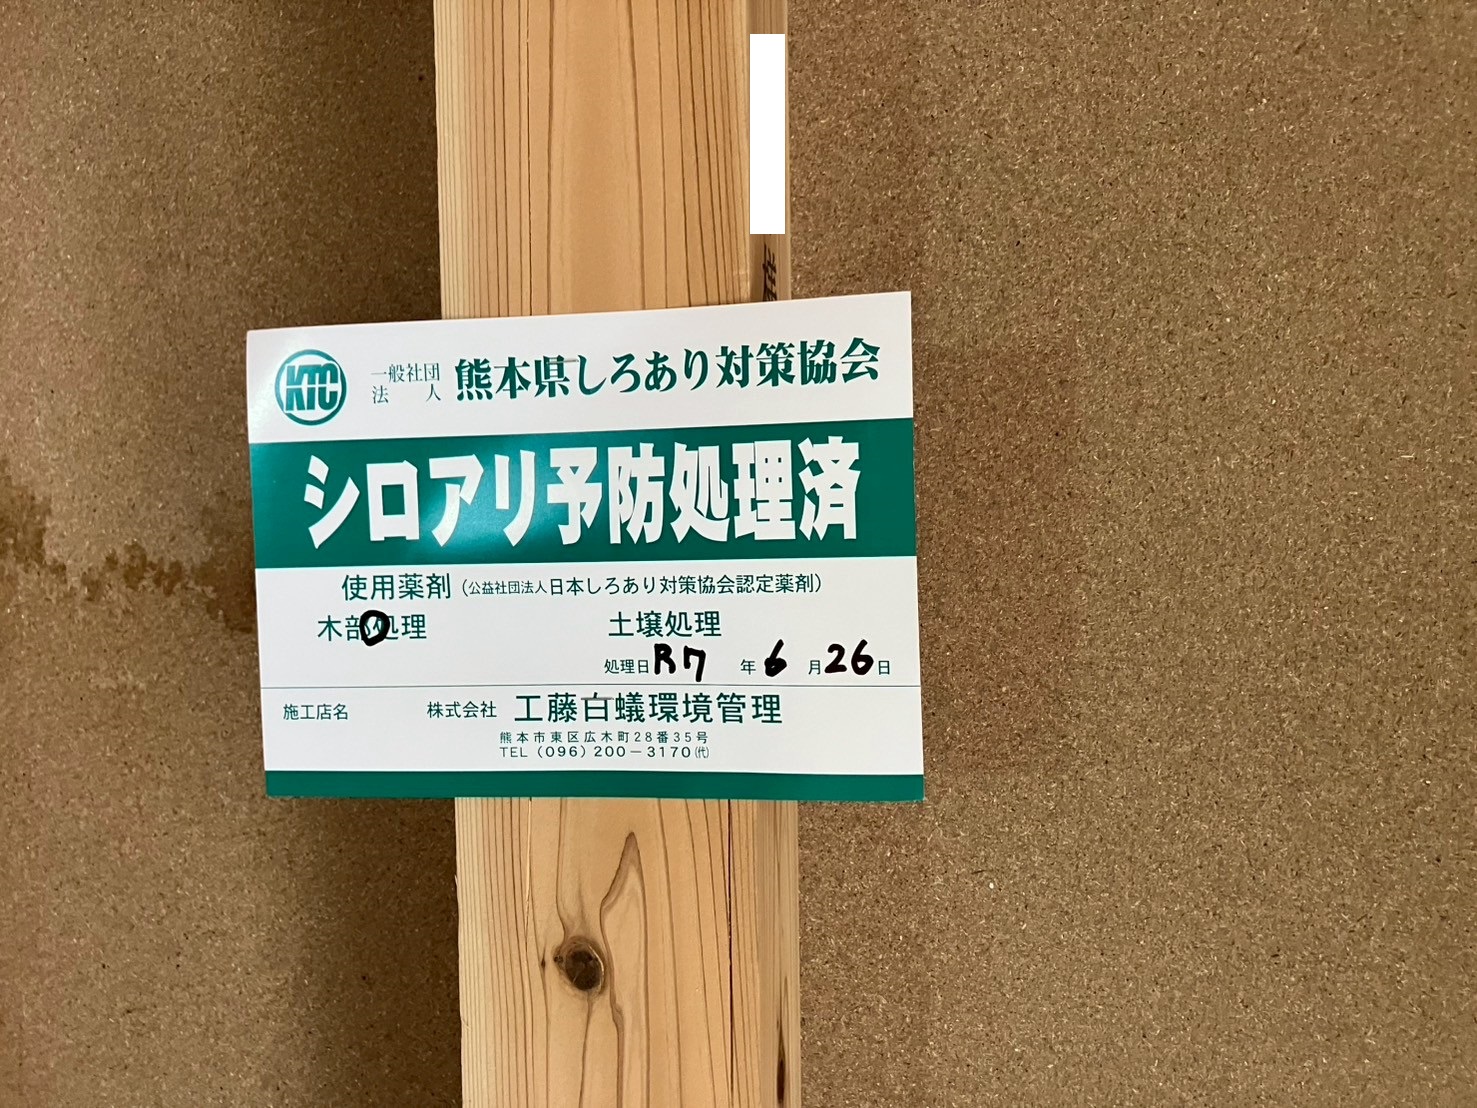 KTC
一般社団法人 熊本県しろあり対策協会
シロアリ予防処理済
使用薬剤（公益社団法人日本しろあり対策協会認定薬剤）
木部処理 土壌処理
処理日 R7 年 6 月 26 日
施工店名 株式会社 工藤白蟻環境管理
熊本市東区広木町28番35号
TEL（096）200－3170㈹